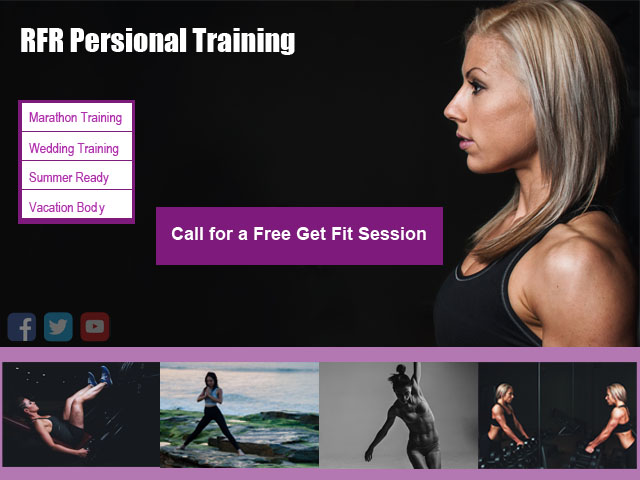 RFR Persional Training
Marathon Training
Wedding Training
Summer Ready
Vacation Body
Call for a Free Get Fit Session